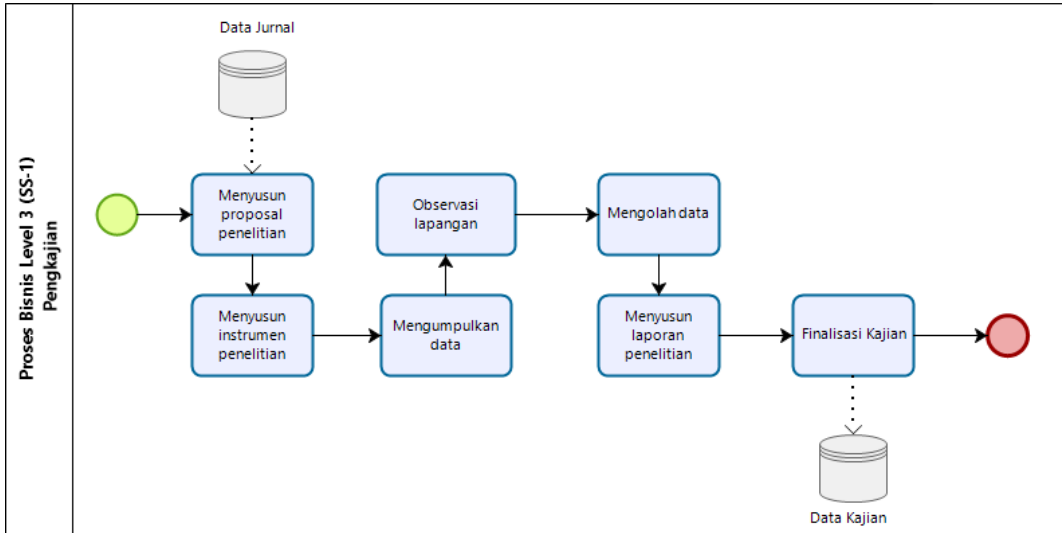 Proses Bisnis Level 3 (SS-1)
Pengkajian
Data Jurnal
Menyusun
proposal
penelitian
Menyusun
instrumen
penelitian
Mengumpulkan
data
Observasi
lapangan
Mengolah data
Menyusun
laporan
penelitian
Finalisasi Kajian
Data Kajian